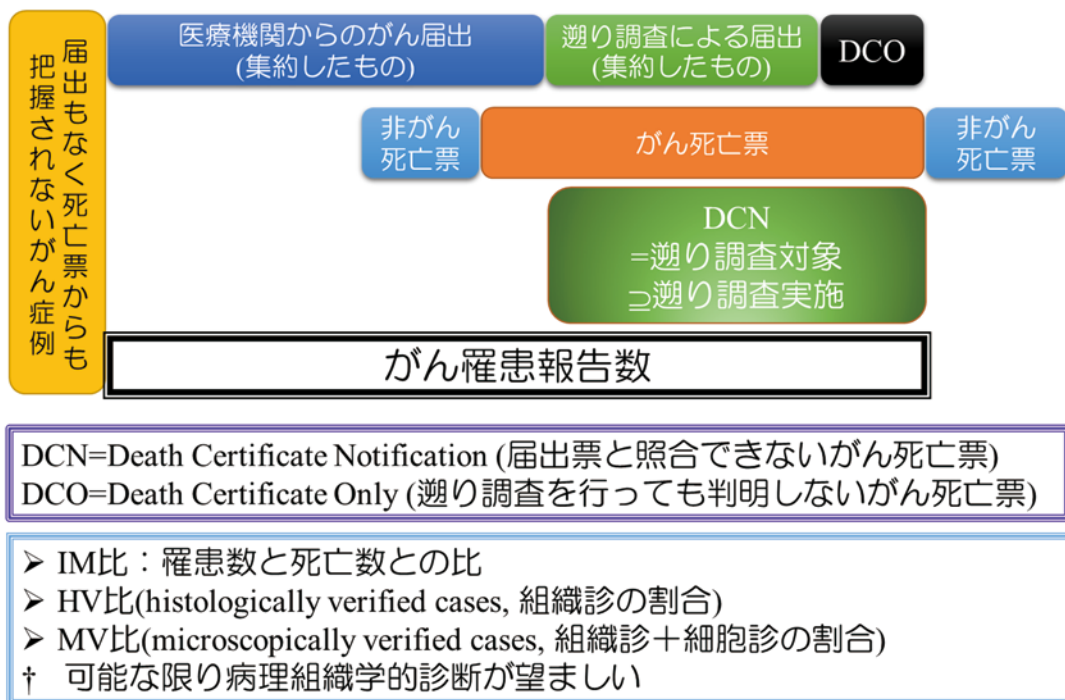 届出もなく死亡票からも
把握されないがん症例
医療機関からのがん届出
(集約したもの)
遡り調査による届出
(集約したもの)
DCO
非がん
死亡票
がん死亡票
非がん
死亡票
DCN
=遡り調査対象
⊇遡り調査実施
がん罹患報告数
DCN=Death Certificate Notification (届出票と照合できないがん死亡票)
DCO=Death Certificate Only (遡り調査を行っても判明しないがん死亡票)
➢ IM比：罹患数と死亡数との比
➢ HV比(histologically verified cases, 組織診の割合)
➢ MV比(microscopically verified cases, 組織診＋細胞診の割合)
† 可能な限り病理組織学的診断が望ましい